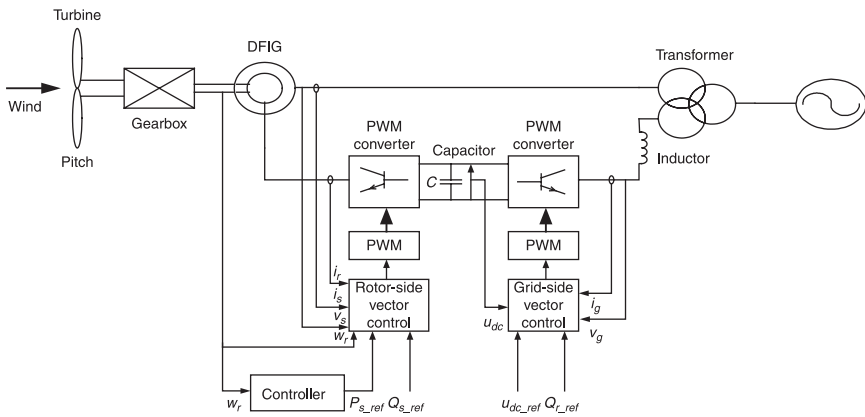 Turbine
DFIG
Transformer
Wind
Gearbox
Pitch
PWM
converter
Capacitor
PWM
converter
Inductor
C
PWM
PWM
i_r
i_s
v_s
w_r
Rotor-side
vector
control
u_dc
Grid-side
vector
control
i_g
v_g
w_r
Controller
P_s_ref
Q_s_ref
u_dc_ref
Q_r_ref